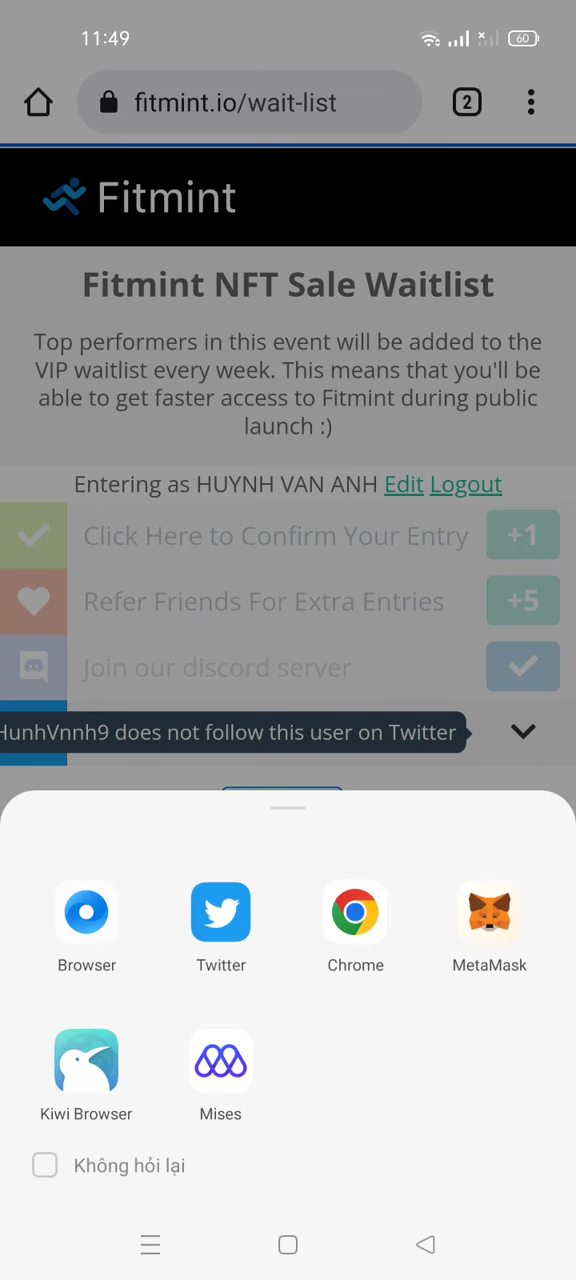 11:49
60
fitmint.io/wait-list
2
Fitmint
Fitmint NFT Sale Waitlist
Top performers in this event will be added to the
VIP waitlist every week. This means that you'll be
able to get faster access to Fitmint during public
launch :)
Entering as HUYNH VAN ANH Edit Logout
Click Here to Confirm Your Entry +1
Refer Friends For Extra Entries +5
Join our discord server
HunhVnnh9 does not follow this user on Twitter
Browser Twitter Chrome MetaMask
Kiwi Browser Mises
Không hỏi lại